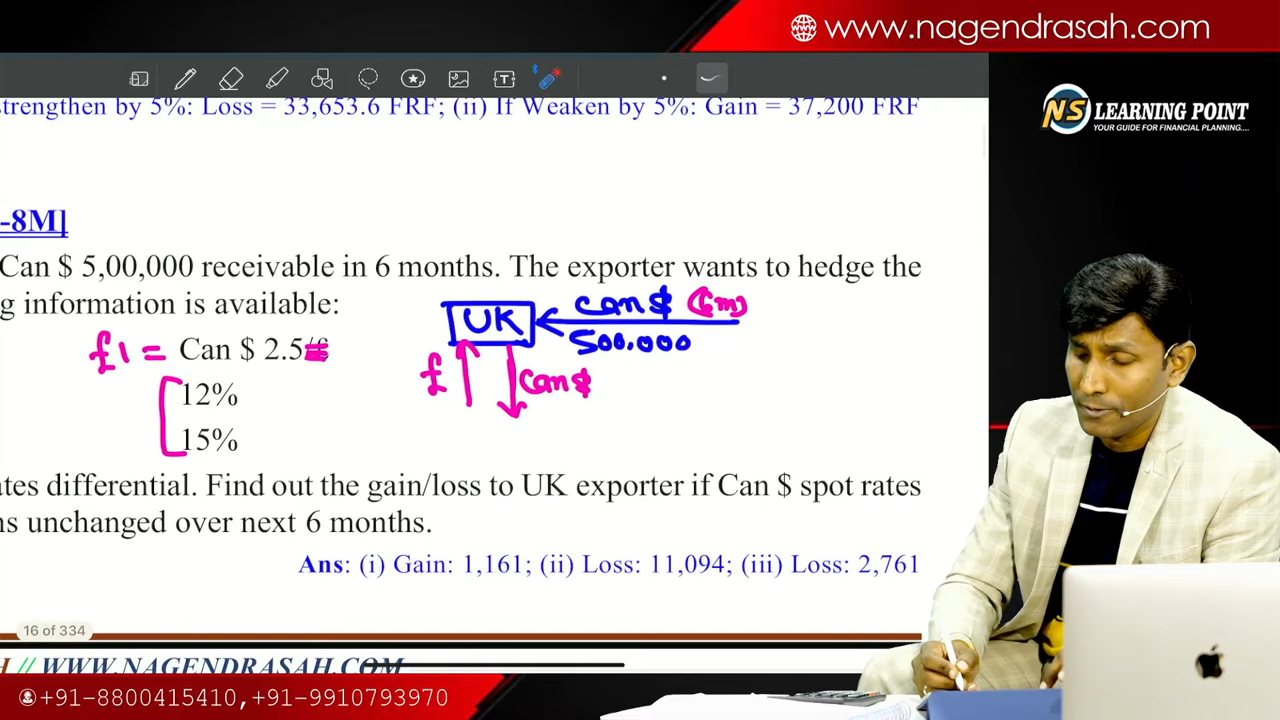 www.nagendrasah.com
NS LEARNING POINT
YOUR GUIDE FOR FINANCIAL PLANNING....
strengthen by 5%: Loss = 33,653.6 FRF; (ii) If Weaken by 5%: Gain = 37,200 FRF
-8M]
Can $ 5,00,000 receivable in 6 months. The exporter wants to hedge the
g information is available:
UK
Can $ (6m)
500.000
£1 = Can $ 2.5/£
£
Can $
12%
15%
ates differential. Find out the gain/loss to UK exporter if Can $ spot rates
ns unchanged over next 6 months.
Ans: (i) Gain: 1,161; (ii) Loss: 11,094; (iii) Loss: 2,761
16 of 334
H // WWW.NAGENDRASAH.COM
+91-8800415410,+91-9910793970